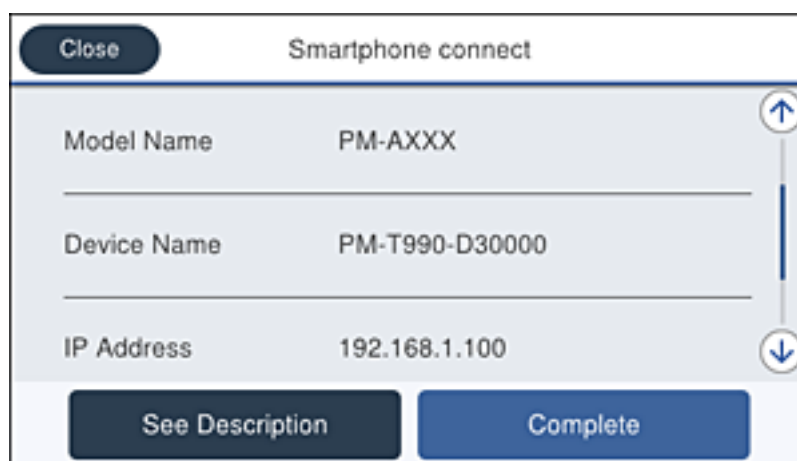 Close
Smartphone connect
Model Name PM-AXXX
Device Name PM-T990-D30000
IP Address 192.168.1.100
See Description
Complete